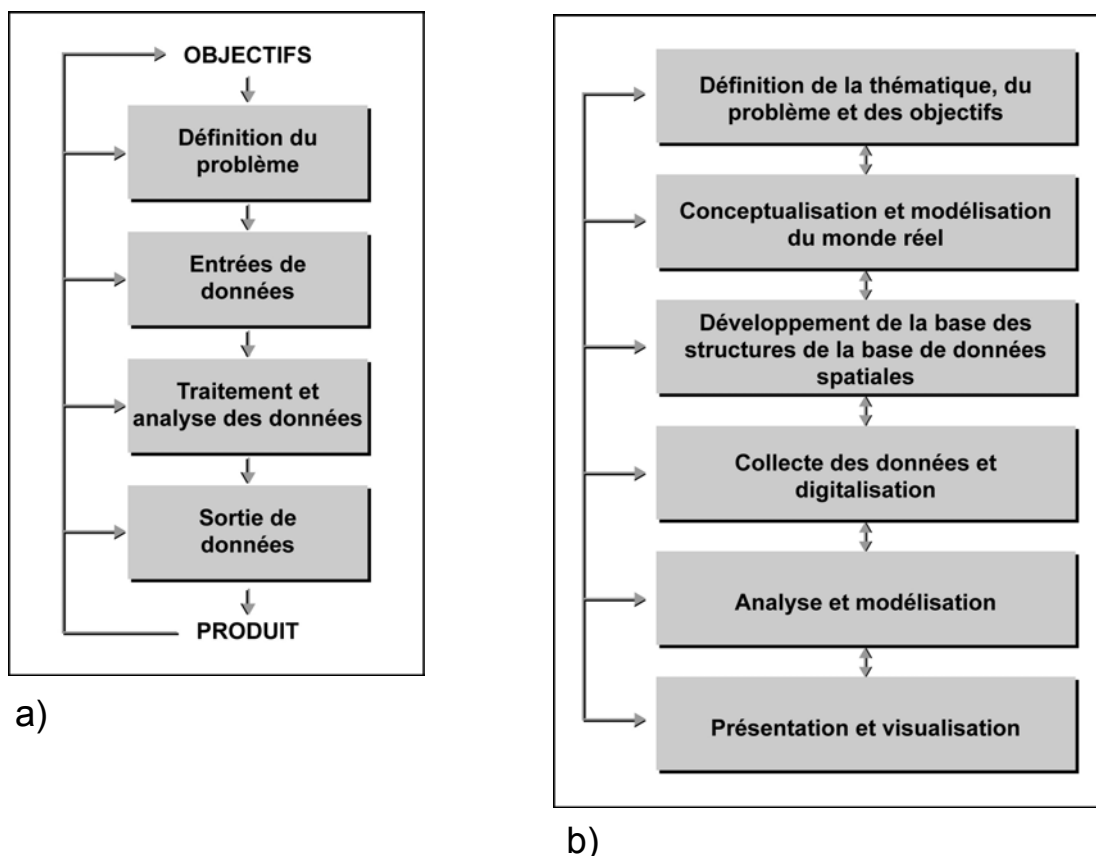 OBJECTIFS
Définition du
problème
Entrées de
données
Traitement et
analyse des données
Sortie de
données
PRODUIT
a)
Définition de la thématique, du
problème et des objectifs
Conceptualisation et modélisation
du monde réel
Développement de la base des
structures de la base de données
spatiales
Collecte des données et
digitalisation
Analyse et modélisation
Présentation et visualisation
b)